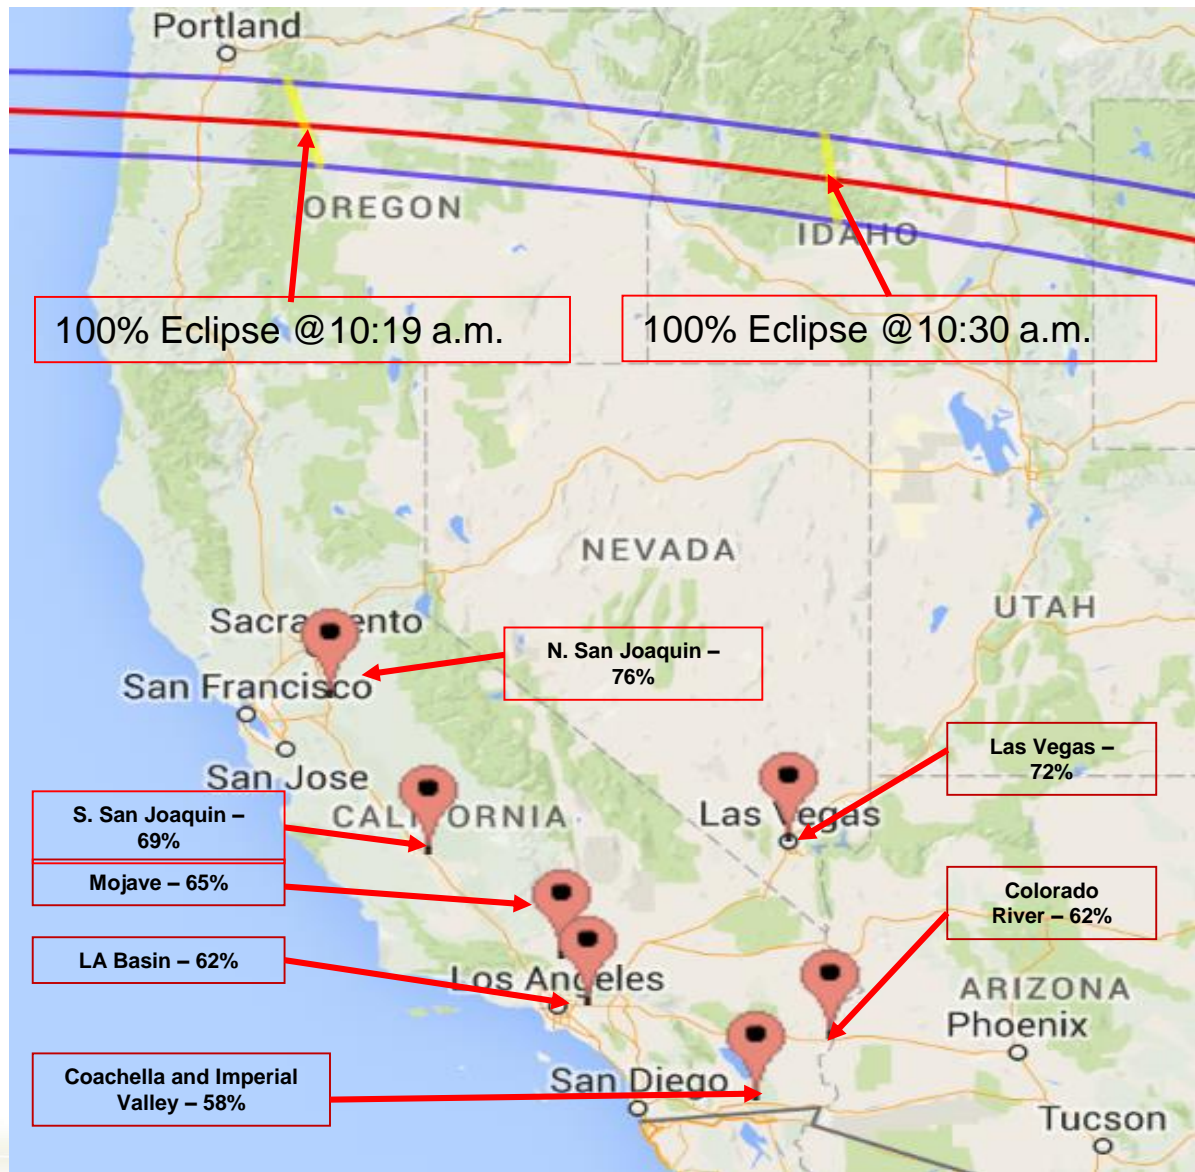 Portland
OREGON
IDAHO
100% Eclipse @10:19 a.m.
100% Eclipse @10:30 a.m.
NEVADA
UTAH
Sacramento
N. San Joaquin –
76%
San Francisco
San Jose
Las Vegas –
72%
CALIFORNIA
Las Vegas
S. San Joaquin –
69%
Mojave – 65%
Colorado
River – 62%
LA Basin – 62%
Los Angeles
ARIZONA
Phoenix
Coachella and Imperial
Valley – 58%
San Diego
Tucson